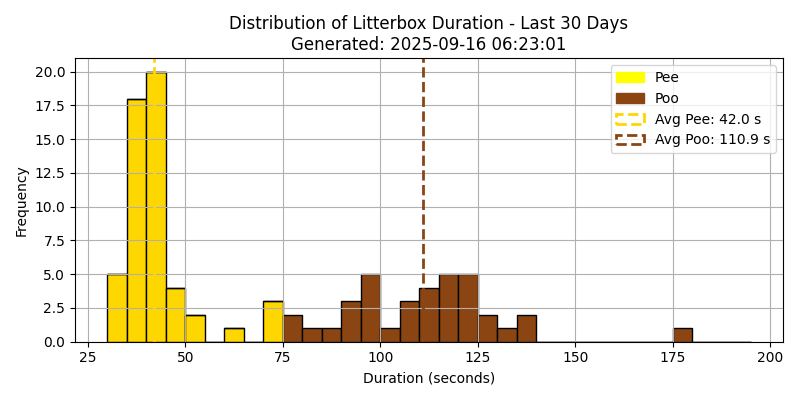 Distribution of Litterbox Duration - Last 30 Days
Generated: 2025-09-16 06:23:01
Pee
Poo
Avg Pee: 42.0 s
Avg Poo: 110.9 s
Frequency
20.0
17.5
15.0
12.5
10.0
7.5
5.0
2.5
0.0
25 50 75 100 125 150 175 200
Duration (seconds)